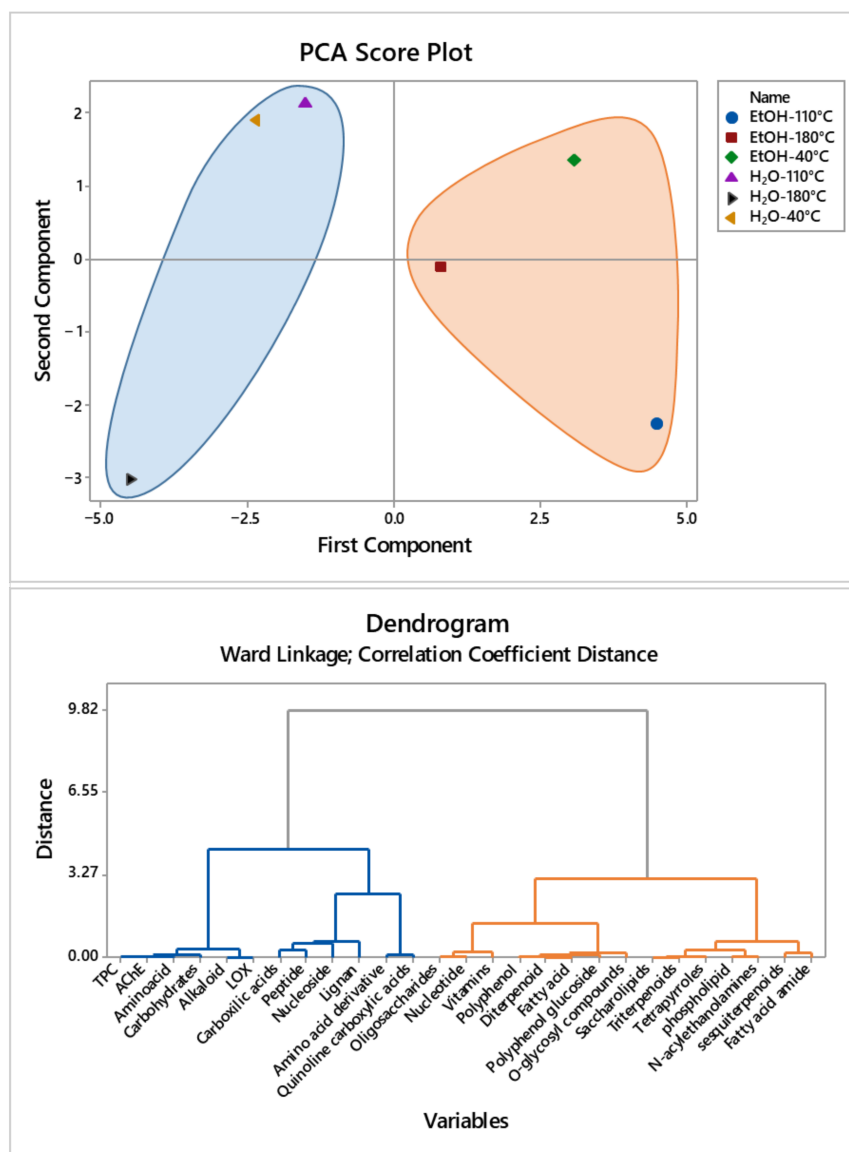 PCA Score Plot
Second Component
2
1
0
−1
−2
−3
−5.0
−2.5
0.0
2.5
5.0
First Component
Name
EtOH-110°C
EtOH-180°C
EtOH-40°C
H₂O-110°C
H₂O-180°C
H₂O-40°C
Dendrogram
Ward Linkage; Correlation Coefficient Distance
Distance
9.82
6.55
3.27
0.00
TPC
AChE
Aminoacid
Carbohydrates
Alkaloid
LOX
Carboxilic acids
Peptide
Nucleoside
Lignan
Amino acid derivative
Quinoline carboxylic acids
Oligosaccharides
Nucleotide
Vitamins
Polyphenol
Diterpenoid
Fatty acid
Polyphenol glucoside
O-glycosyl compounds
Saccharolipids
Triterpenoids
Tetrapyrroles
phospholipid
N-acylethanolamines
sesquiterpenoids
Fatty acid amide
Variables